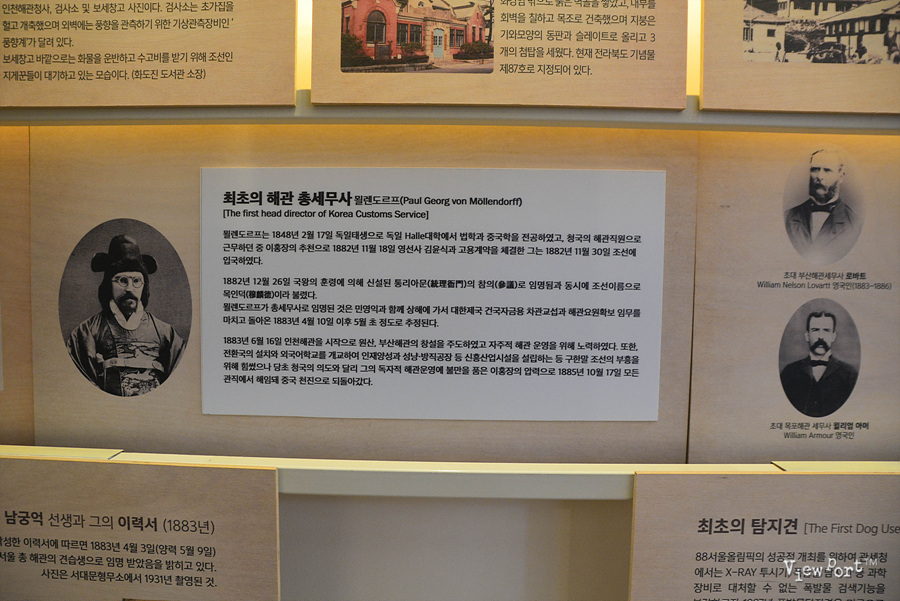 인천해관청사, 검사소 및 보세창고 사진이다. 검사소는 초가집을
헐고 개축했으며 외벽에는 풍향을 관측하기 위한 기상관측장비인 '
풍향계'가 달려 있다.
보세창고 바깥으로는 화물을 운반하고 수고비를 받기 위해 조선인
지게꾼들이 대기하고 있는 모습이다. (화도진 도서관 소장)
회벽을 칠하고 목조로 건축했으며 지붕은
기와모양의 동판과 슬레이트로 올리고 3
개의 첨탑을 세웠다. 현재 전라북도 기념물
제87호로 지정되어 있다.
최초의 해관 총세무사 묄렌도르프(Paul Georg von Möllendorff)
[The first head director of Korea Customs Service]
묄렌도르프는 1848년 2월 17일 독일태생으로 독일 Halle대학에서 법학과 중국학을 전공하였고, 청국의 해관직원으로
근무하던 중 이홍장의 추천으로 1882년 11월 18일 영선사 김윤식과 고용계약을 체결한 그는 1882년 11월 30일 조선에
입국하였다.
1882년 12월 26일 국왕의 훈령에 의해 신설된 통리아문(統理衙門)의 참의(參議)로 임명됨과 동시에 조선이름으로
목인덕(穆麟德)이라 불렸다.
묄렌도르프가 총세무사로 임명된 것은 민영익과 함께 상해에 가서 대한제국 건국자금용 차관교섭과 해관요원확보 임무를
마치고 돌아온 1883년 4월 10일 이후 5월 초 정도로 추정된다.
1883년 6월 16일 인천해관을 시작으로 원산, 부산해관의 창설을 주도하였고 자주적 해관 운영을 위해 노력하였다. 또한,
전환국의 설치와 외국어학교를 개교하여 인재양성과 성냥·방직공장 등 신흥산업시설을 설립하는 등 구한말 조선의 부흥을
위해 힘썼으나 당초 청국의 의도와 달리 그의 독자적 해관운영에 불만을 품은 이홍장의 압력으로 1885년 10월 17일 모든
관직에서 해임돼 중국 천진으로 되돌아갔다.
초대 부산해관세무사 로바트
William Nelson Lovartt 영국인(1883~1886)
초대 목포해관 세무사 윌리엄 아머
William Armour 영국인
남궁억 선생과 그의 이력서 (1883년)
작성한 이력서에 따르면 1883년 4월 3일(양력 5월 9일)
서울 총 해관의 견습생으로 임명 받았음을 밝히고 있다.
사진은 서대문형무소에서 1931년 촬영된 것.
최초의 탐지견 [The First Dog Use
88서울올림픽의 성공적 개최를 위하여 관세청
에서는 X-RAY 투시기, 과학
장비로 대처할 수 없는 폭발물 검색기능을
View Port™